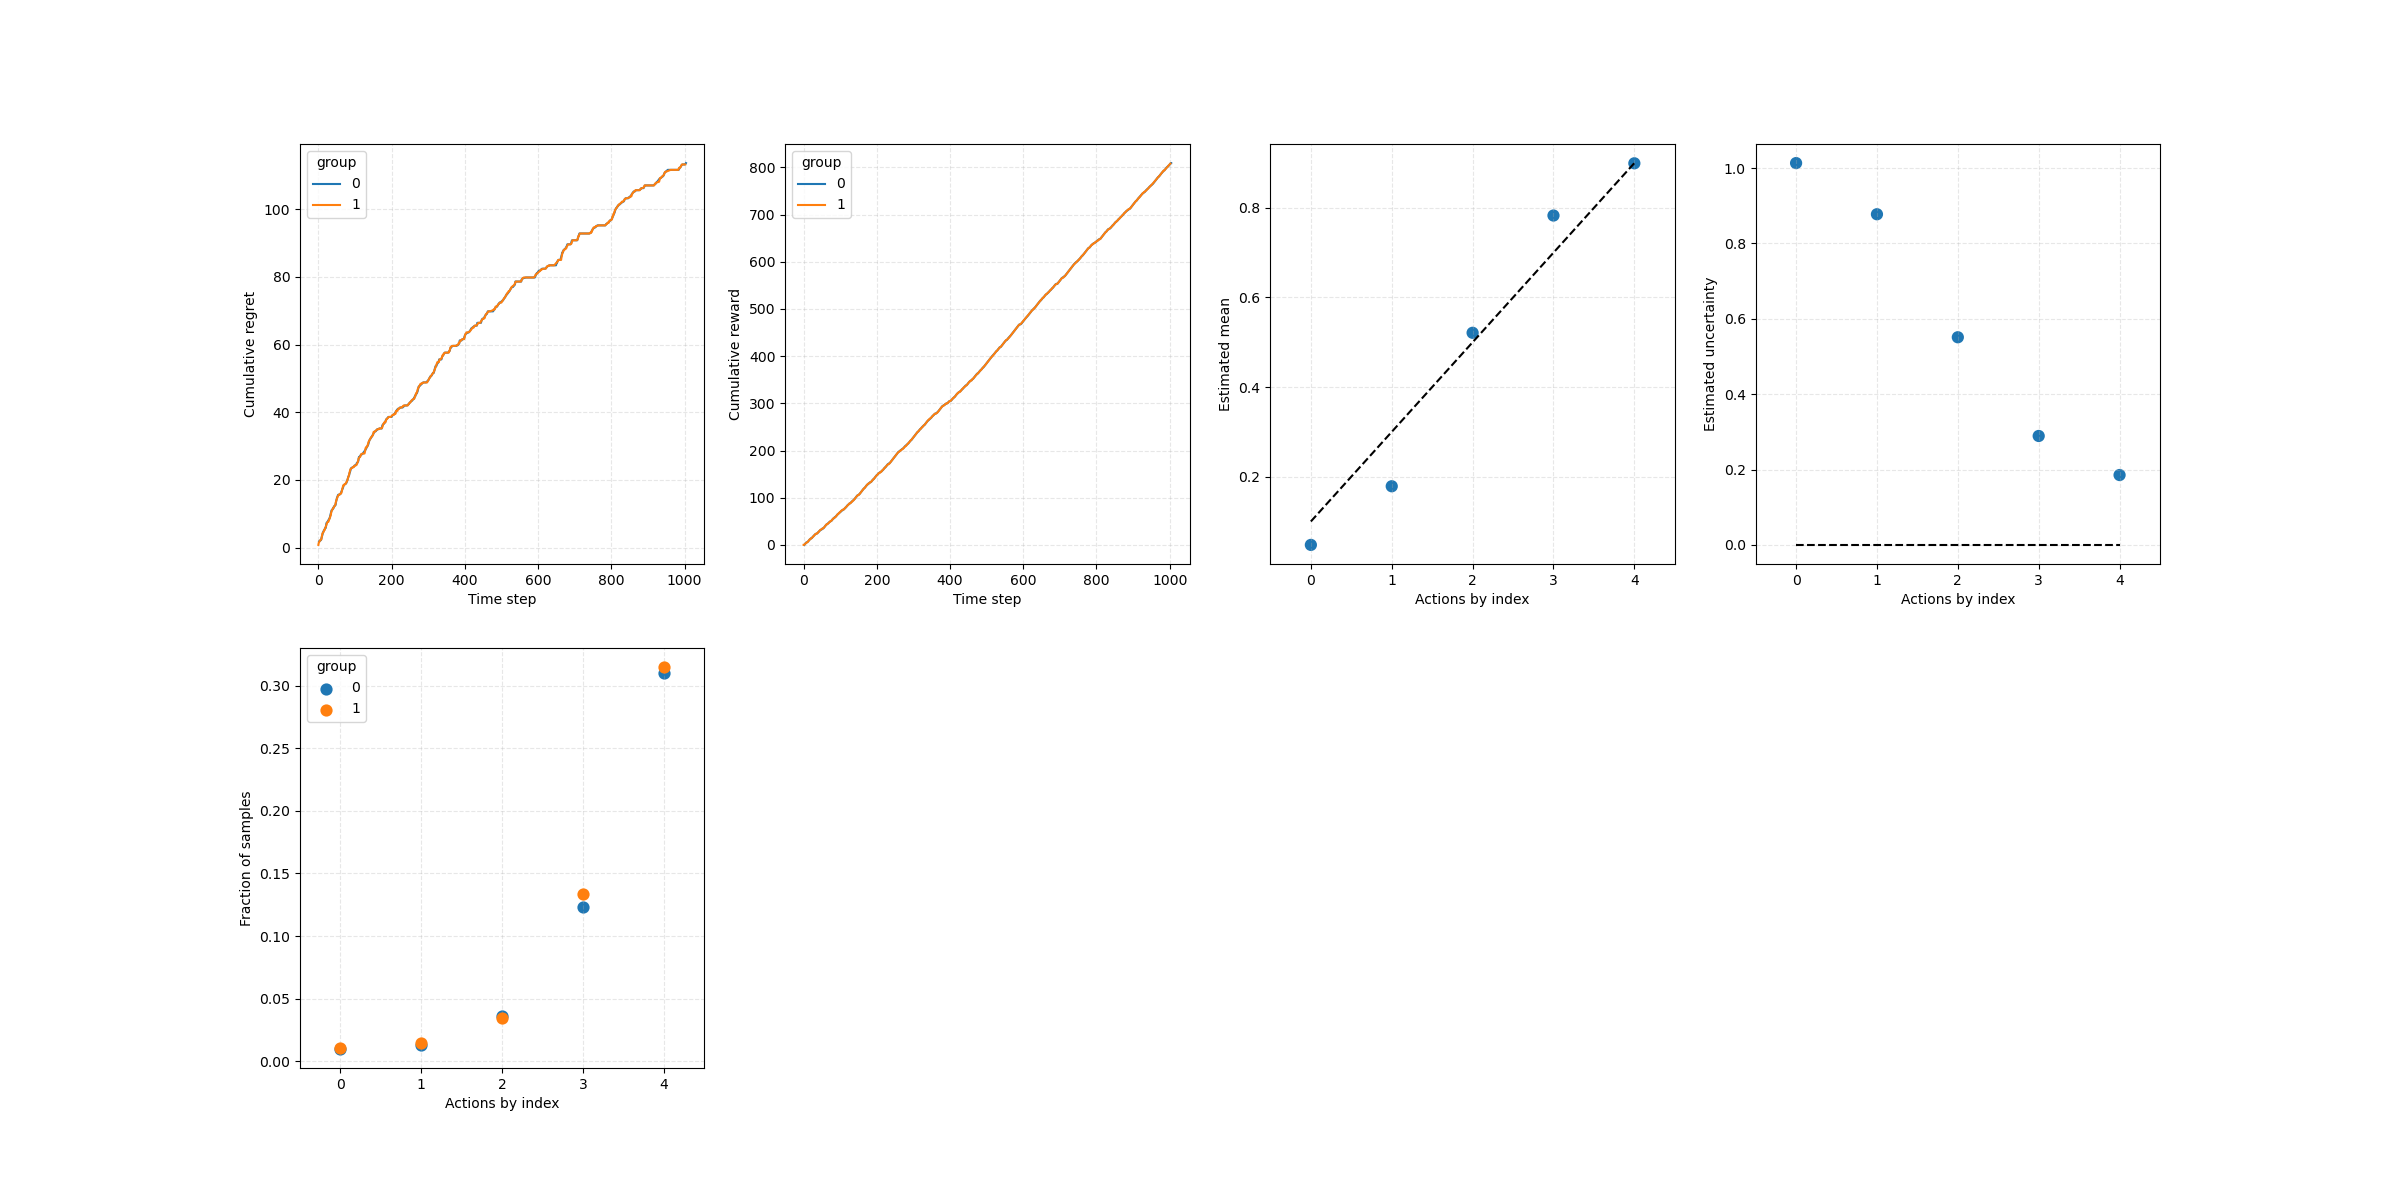 group
0
1
Cumulative regret
0
20
40
60
80
100
0 200 400 600 800 1000
Time step
group
0
1
Cumulative reward
0
100
200
300
400
500
600
700
800
0 200 400 600 800 1000
Time step
Estimated mean
0.2
0.4
0.6
0.8
0 1 2 3 4
Actions by index
Estimated uncertainty
0.0
0.2
0.4
0.6
0.8
1.0
0 1 2 3 4
Actions by index
group
0
1
Fraction of samples
0.00
0.05
0.10
0.15
0.20
0.25
0.30
0 1 2 3 4
Actions by index